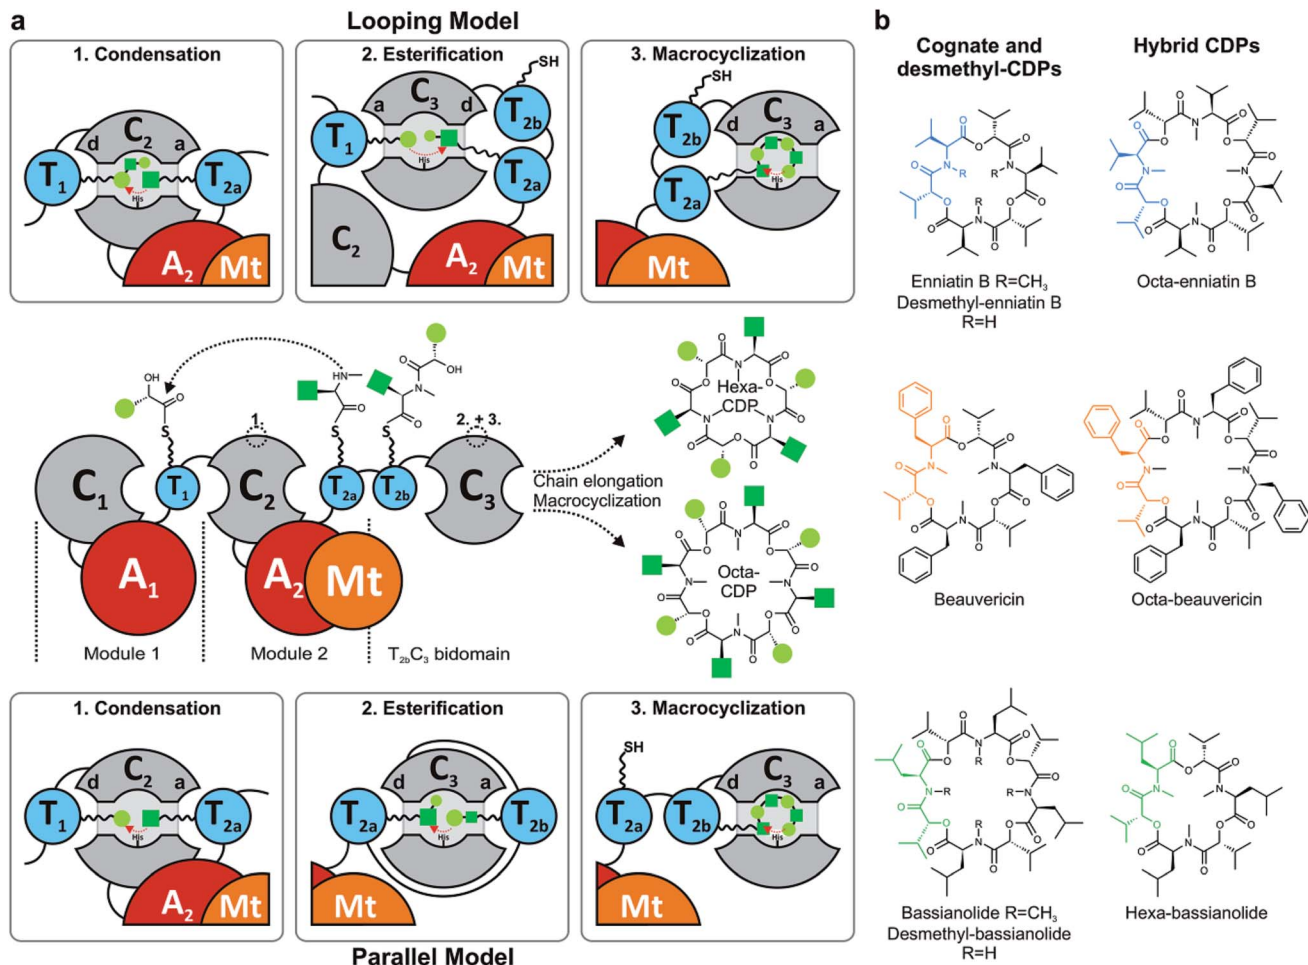 a
Looping Model
1. Condensation
C2
d
a
T1
T2a
His
A2
Mt
2. Esterification
SH
C3
a
d
T2b
T1
His
T2a
C2
A2
Mt
3. Macrocyclization
SH
T2b
C3
d
a
T2a
His
Mt
OH
O
S
HN
O
S
O
OH
N
O
S
1.
2. + 3.
C1
T1
C2
T2a
T2b
C3
A1
A2
Mt
Module 1
Module 2
T2bC3 bidomain
Chain elongation
Macrocyclization
Hexa-
CDP
Octa-
CDP
1. Condensation
C2
d
a
T1
T2a
His
A2
Mt
2. Esterification
C3
d
a
T2a
T2b
His
Mt
3. Macrocyclization
SH
C3
d
a
T2a
T2b
His
Mt
Parallel Model
b
Cognate and
desmethyl-CDPs
Hybrid CDPs
Enniatin B R=CH3
Desmethyl-enniatin B
R=H
Octa-enniatin B
Beauvericin
Octa-beauvericin
Bassianolide R=CH3
Desmethyl-bassianolide
R=H
Hexa-bassianolide